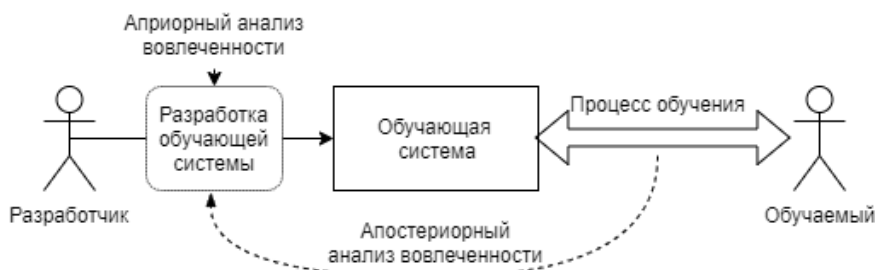 Априорный анализ
вовлеченности
Разработка
обучающей
системы
Обучающая
система
Процесс обучения
Разработчик
Обучаемый
Апостериорный
анализ вовлеченности